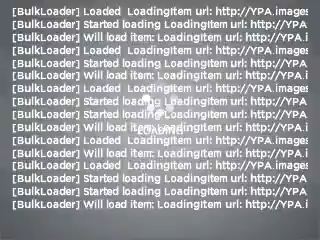 [BulkLoader] Loaded  LoadingItem url: http://YPA.images
[BulkLoader] Started loading LoadingItem url: http://YPA
[BulkLoader] Will load item: LoadingItem url: http://YPA.i
[BulkLoader] Loaded  LoadingItem url: http://YPA.images
[BulkLoader] Started loading LoadingItem url: http://YPA
[BulkLoader] Will load item: LoadingItem url: http://YPA.i
[BulkLoader] Loaded  LoadingItem url: http://YPA.images
[BulkLoader] Started loading LoadingItem url: http://YPA
[BulkLoader] Started loading LoadingItem url: http://YPA
[BulkLoader] Will load item: LoadingItem url: http://YPA.i
LOADING
[BulkLoader] Loaded  LoadingItem url: http://YPA.images
[BulkLoader] Will load item: LoadingItem url: http://YPA.i
[BulkLoader] Loaded  LoadingItem url: http://YPA.images
[BulkLoader] Started loading LoadingItem url: http://YPA
[BulkLoader] Started loading LoadingItem url: http://YPA
[BulkLoader] Will load item: LoadingItem url: http://YPA.i